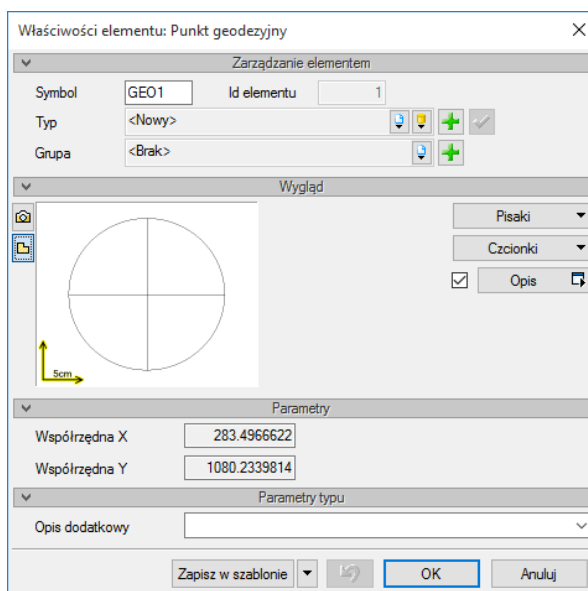 Właściwości elementu: Punkt geodezyjny
Zarządzanie elementem
Symbol GEO1 Id elementu 1
Typ <Nowy>
Grupa <Brak>
Wygląd
Pisaki
Czcionki
Opis
5cm
Parametry
Współrzędna X 283.4966622
Współrzędna Y 1080.2339814
Parametry typu
Opis dodatkowy
Zapisz w szablonie OK Anuluj